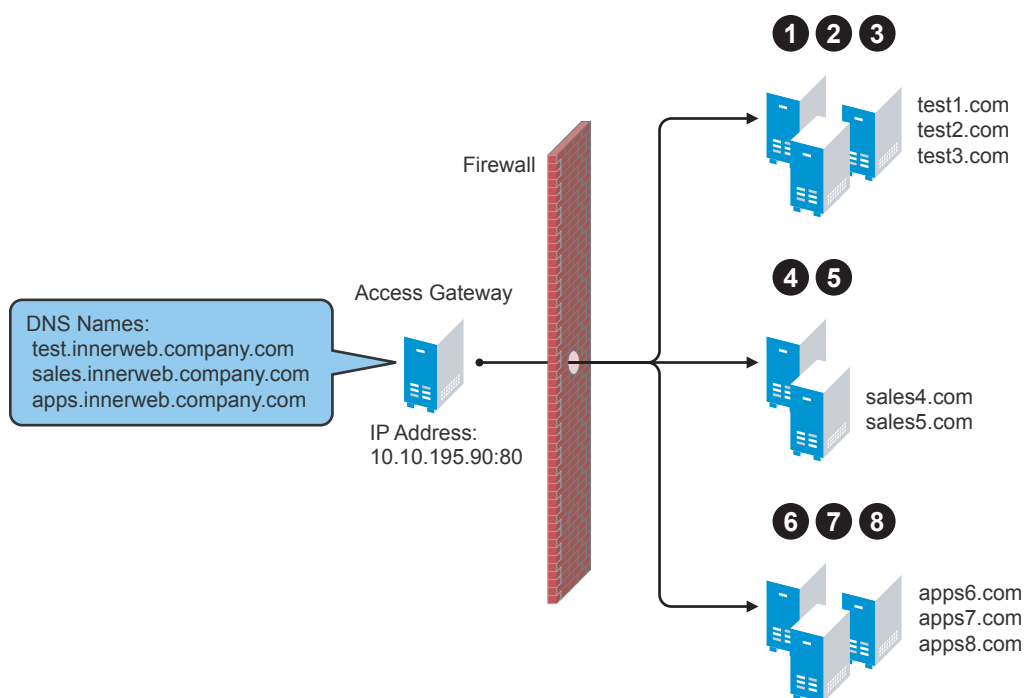 1 2 3
test1.com
test2.com
test3.com
Firewall
4 5
Access Gateway
DNS Names:
test.innerweb.company.com
sales.innerweb.company.com
apps.innerweb.company.com
sales4.com
sales5.com
IP Address:
10.10.195.90:80
6 7 8
apps6.com
apps7.com
apps8.com